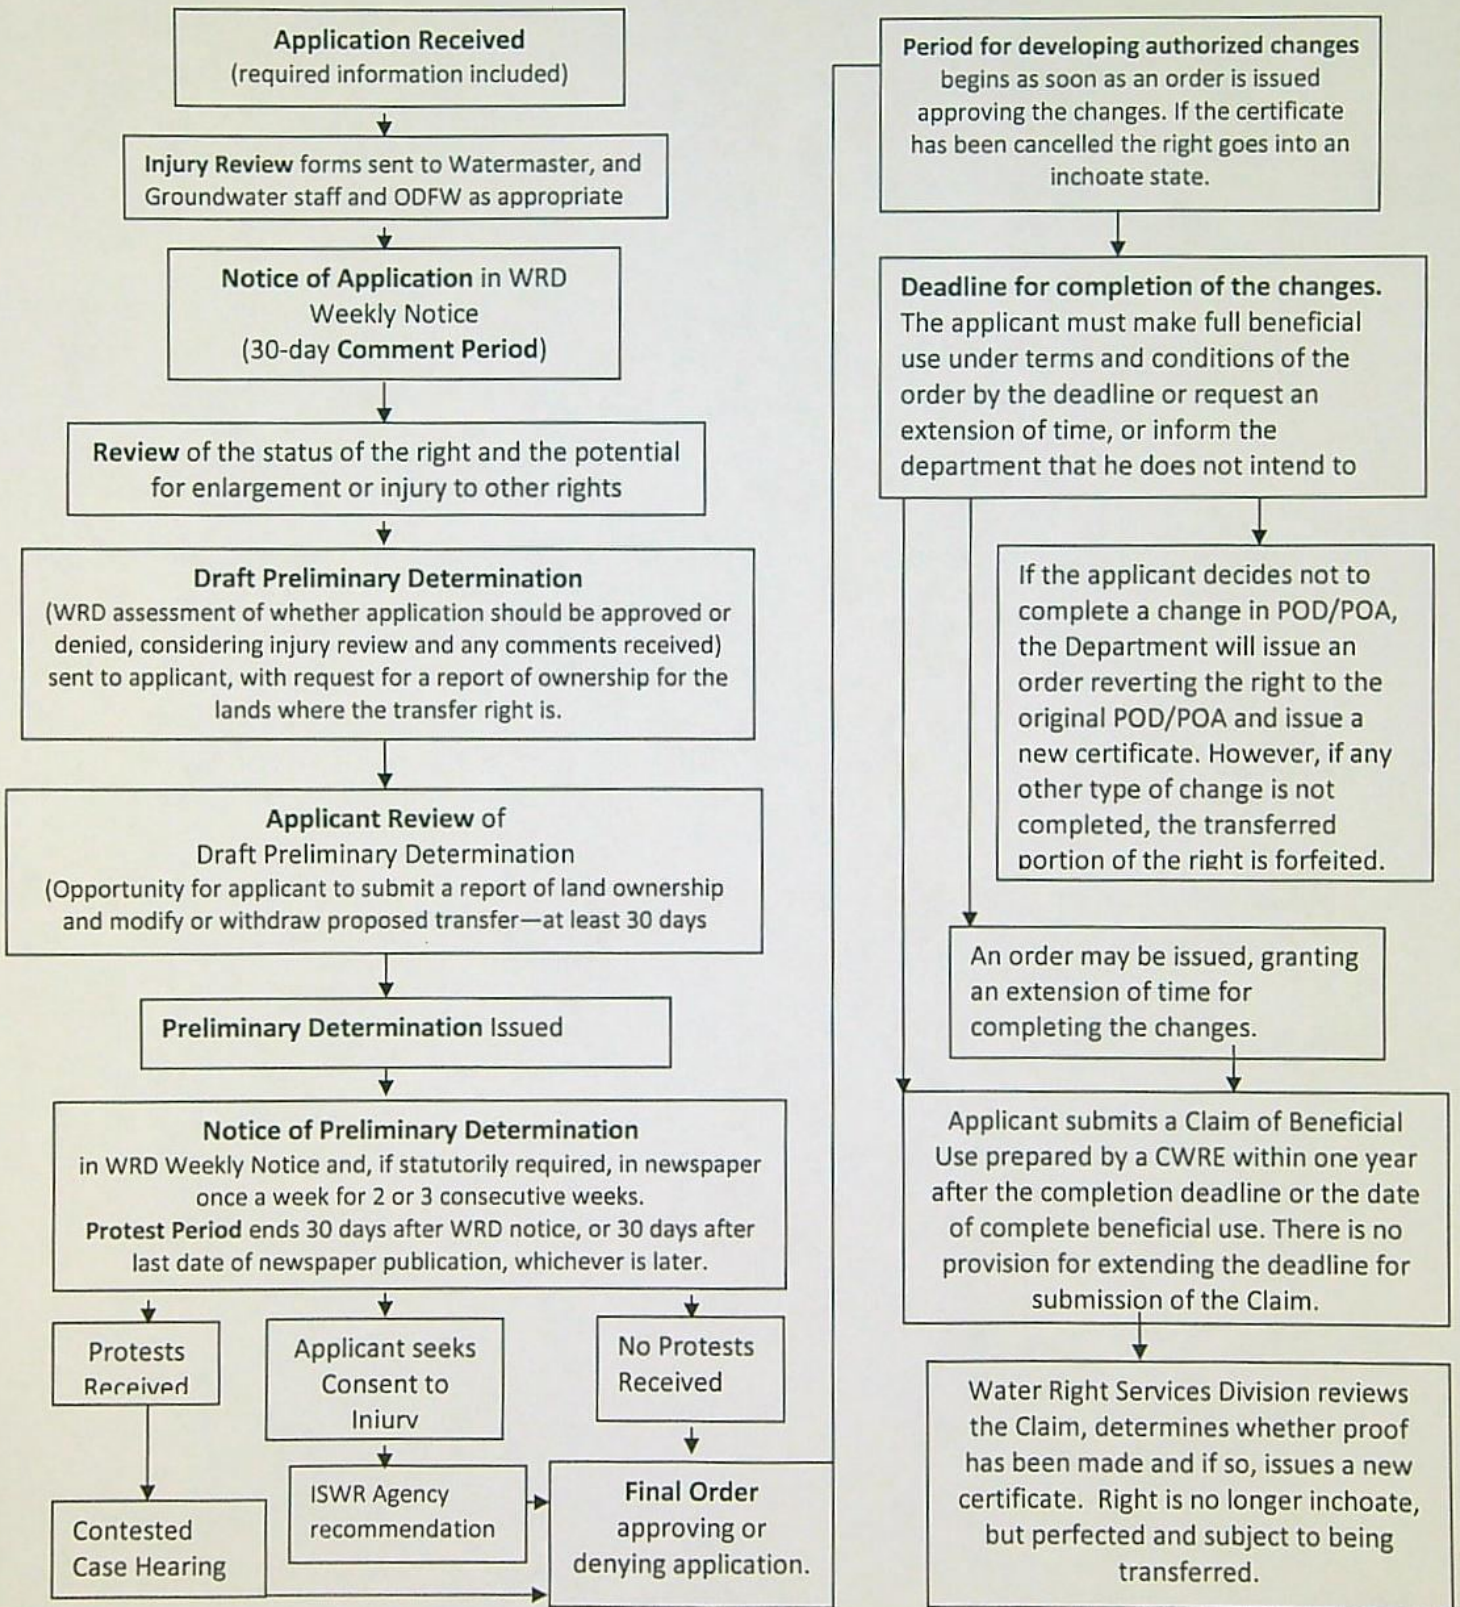 Application Received
(required information included)
Injury Review forms sent to Watermaster, and
Groundwater staff and ODFW as appropriate
Notice of Application in WRD
Weekly Notice
(30-day Comment Period)
Review of the status of the right and the potential
for enlargement or injury to other rights
Draft Preliminary Determination
(WRD assessment of whether application should be approved or
denied, considering injury review and any comments received)
sent to applicant, with request for a report of ownership for the
lands where the transfer right is.
Applicant Review of
Draft Preliminary Determination
(Opportunity for applicant to submit a report of land ownership
and modify or withdraw proposed transfer—at least 30 days
Preliminary Determination Issued
Notice of Preliminary Determination
in WRD Weekly Notice and, if statutorily required, in newspaper
once a week for 2 or 3 consecutive weeks.
Protest Period ends 30 days after WRD notice, or 30 days after
last date of newspaper publication, whichever is later.
Protests
Received
Applicant seeks
Consent to
Injury
No Protests
Received
Contested
Case Hearing
ISWR Agency
recommendation
Final Order
approving or
denying application.
Period for developing authorized changes
begins as soon as an order is issued
approving the changes. If the certificate
has been cancelled the right goes into an
inchoate state.
Deadline for completion of the changes.
The applicant must make full beneficial
use under terms and conditions of the
order by the deadline or request an
extension of time, or inform the
department that he does not intend to
If the applicant decides not to
complete a change in POD/POA,
the Department will issue an
order reverting the right to the
original POD/POA and issue a
new certificate. However, if any
other type of change is not
completed, the transferred
portion of the right is forfeited.
An order may be issued, granting
an extension of time for
completing the changes.
Applicant submits a Claim of Beneficial
Use prepared by a CWRE within one year
after the completion deadline or the date
of complete beneficial use. There is no
provision for extending the deadline for
submission of the Claim.
Water Right Services Division reviews
the Claim, determines whether proof
has been made and if so, issues a new
certificate. Right is no longer inchoate,
but perfected and subject to being
transferred.